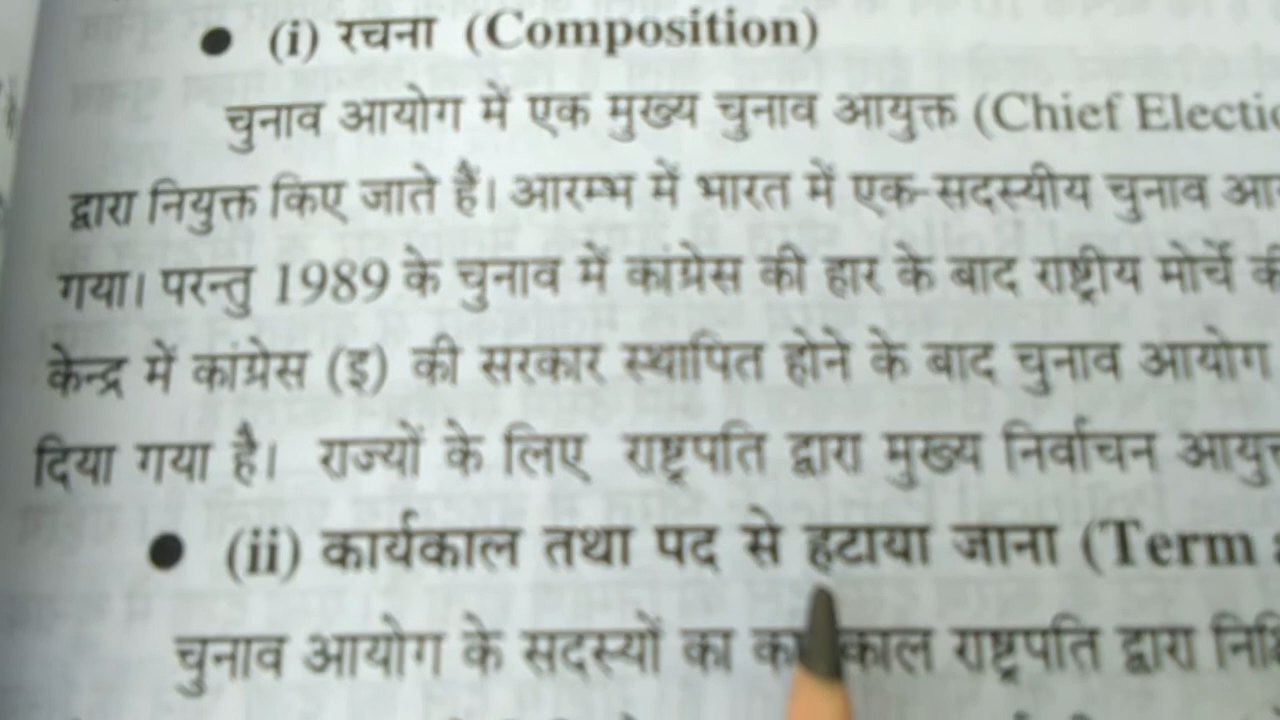 ● (i) रचना (Composition)
चुनाव आयोग में एक मुख्य चुनाव आयुक्त (Chief Electio
द्वारा नियुक्त किए जाते हैं। आरम्भ में भारत में एक-सदस्यीय चुनाव आ
गया। परन्तु 1989 के चुनाव में कांग्रेस की हार के बाद राष्ट्रीय मोर्चे की
केन्द्र में कांग्रेस (इ) की सरकार स्थापित होने के बाद चुनाव आयोग
दिया गया है। राज्यों के लिए राष्ट्रपति द्वारा मुख्य निर्वाचन आयुक्त
● (ii) कार्यकाल तथा पद से हटाया जाना (Term
चुनाव आयोग के सदस्यों का राष्ट्रपति द्वारा